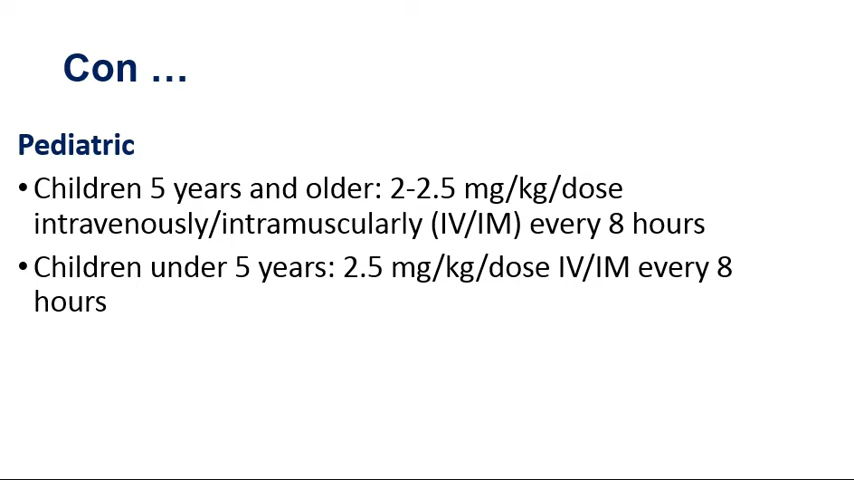 Con …
Pediatric
• Children 5 years and older: 2-2.5 mg/kg/dose
intravenously/intramuscularly (IV/IM) every 8 hours
• Children under 5 years: 2.5 mg/kg/dose IV/IM every 8
hours